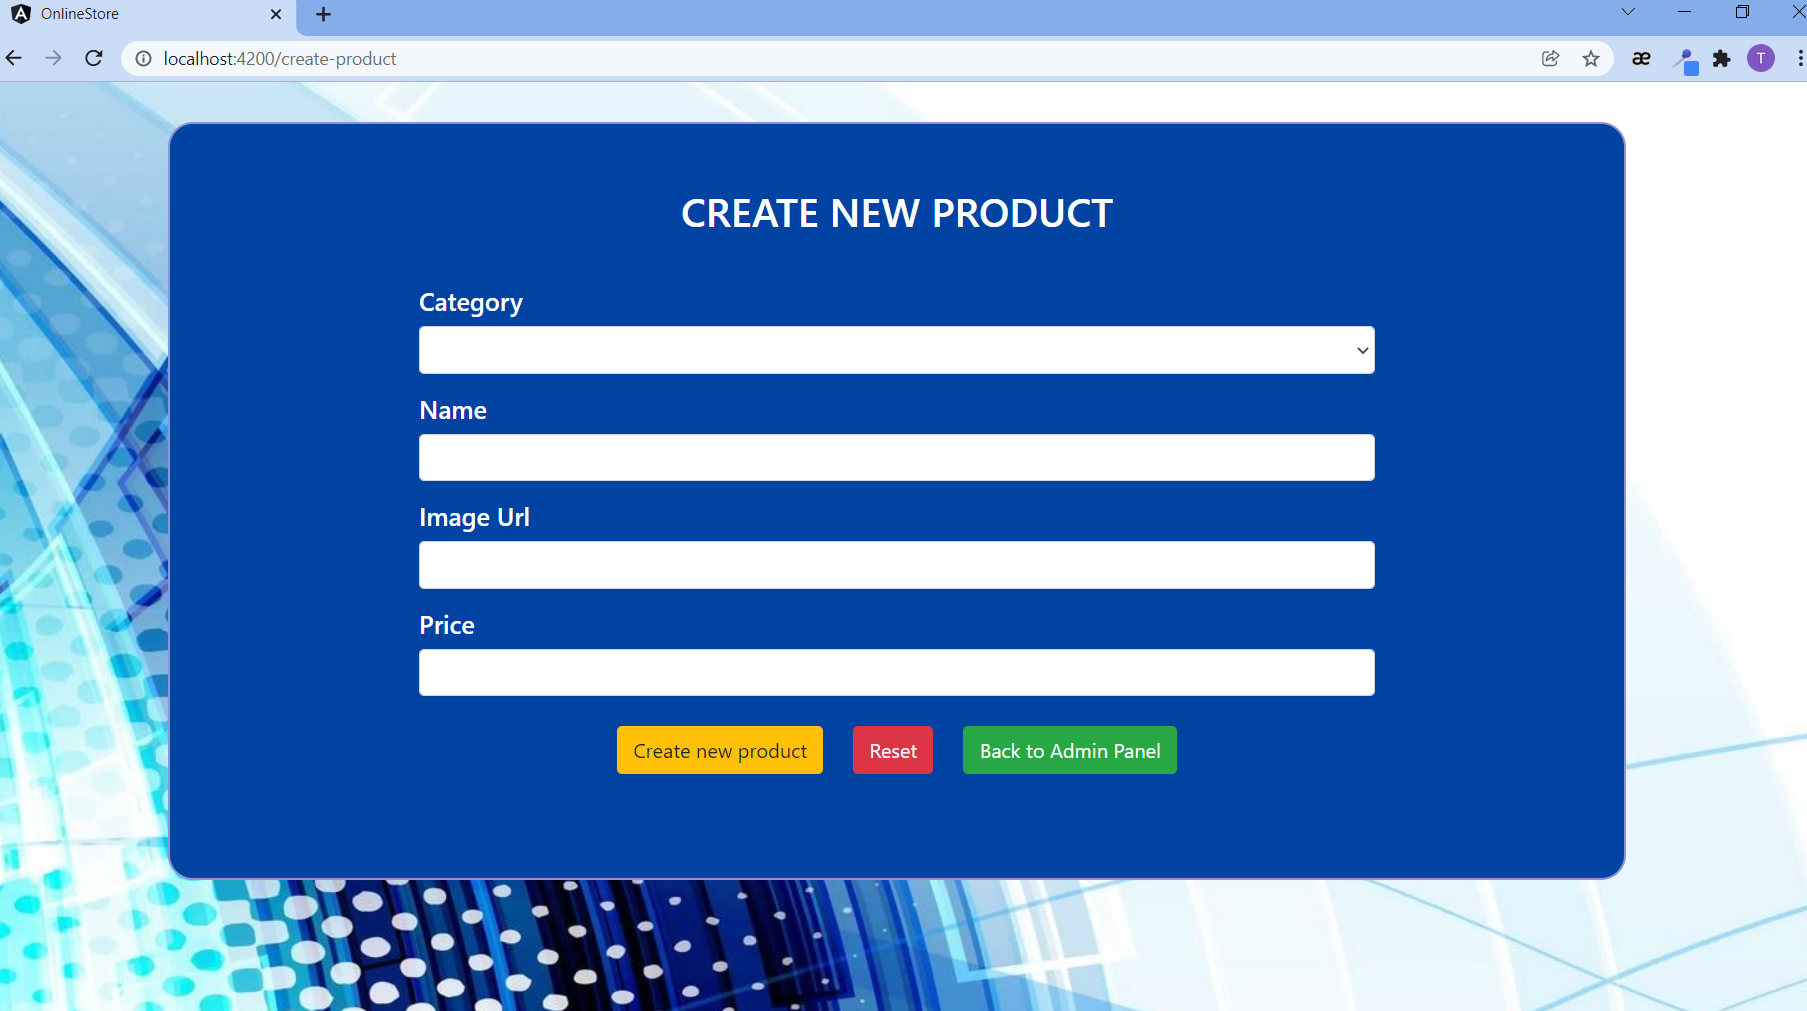 OnlineStore
localhost:4200/create-product
æ
T
CREATE NEW PRODUCT
Category
Name
Image Url
Price
Create new product Reset Back to Admin Panel